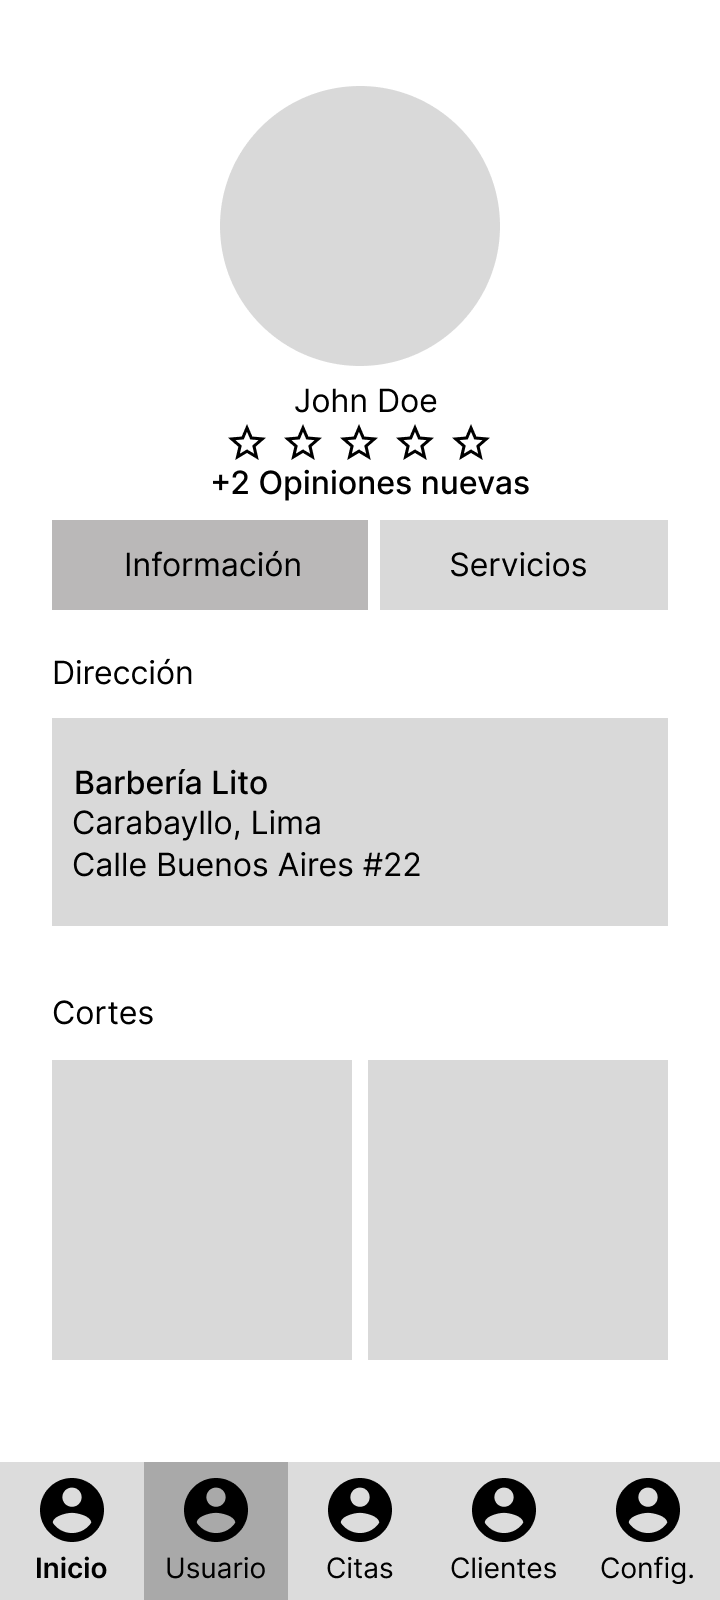 John Doe
+2 Opiniones nuevas
Información
Servicios
Dirección
Barbería Lito
Carabayllo, Lima
Calle Buenos Aires #22
Cortes
Inicio
Usuario
Citas
Clientes
Config.